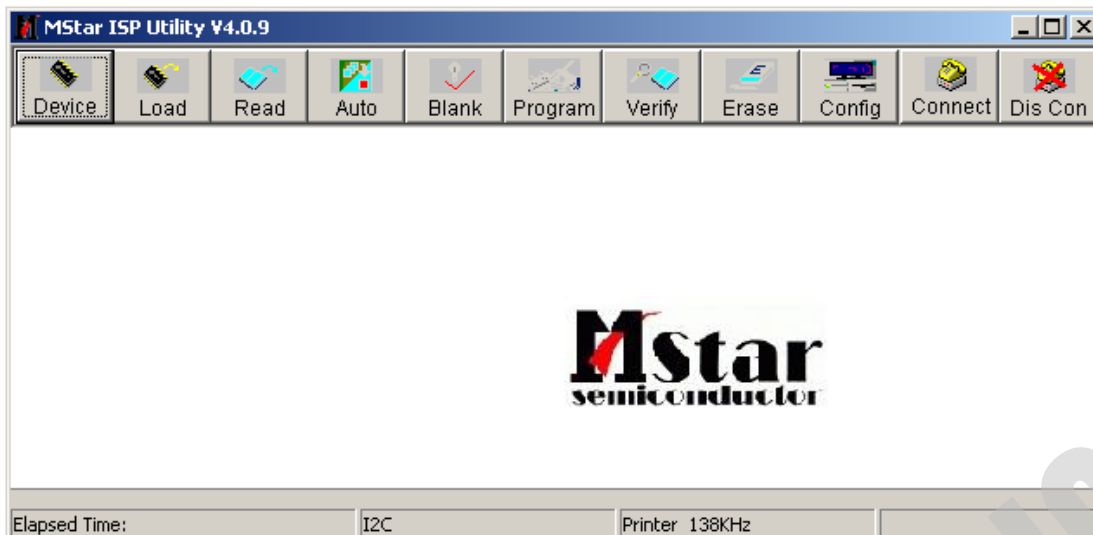 MStar ISP Utility V4.0.9
Device Load Read Auto Blank Program Verify Erase Config Connect Dis Con
Mstar
semiconductor
Elapsed Time: I2C Printer 138KHz